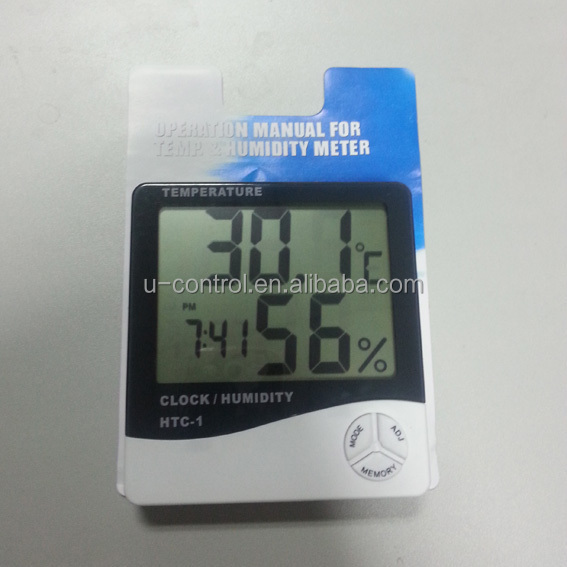 OPERATION MANUAL FOR
TEMP. & HUMIDITY METER
TEMPERATURE
30.1 °C
u-control.en.alibaba.com
PM
7:41 56 %
CLOCK / HUMIDITY
HTC-1
MODE ADJ
MEMORY